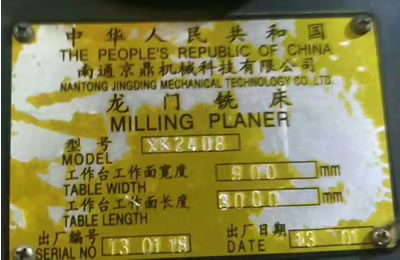 中华人民共和国
THE PEOPLE'S REPUBLIC OF CHINA
南通京鼎机械科技有限公司
NANTONG JINGDING MECHANICAL TECHNOLOGY CO.,LTD.
龙门铣床
MILLING PLANER
型号 XK2408
MODEL
工作台工作面宽度 800 mm
TABLE WIDTH
工作台工作面长度 3000 mm
TABLE LENGTH
出厂编号 出厂日期
SERIAL NO 13 01 DATE 13 01